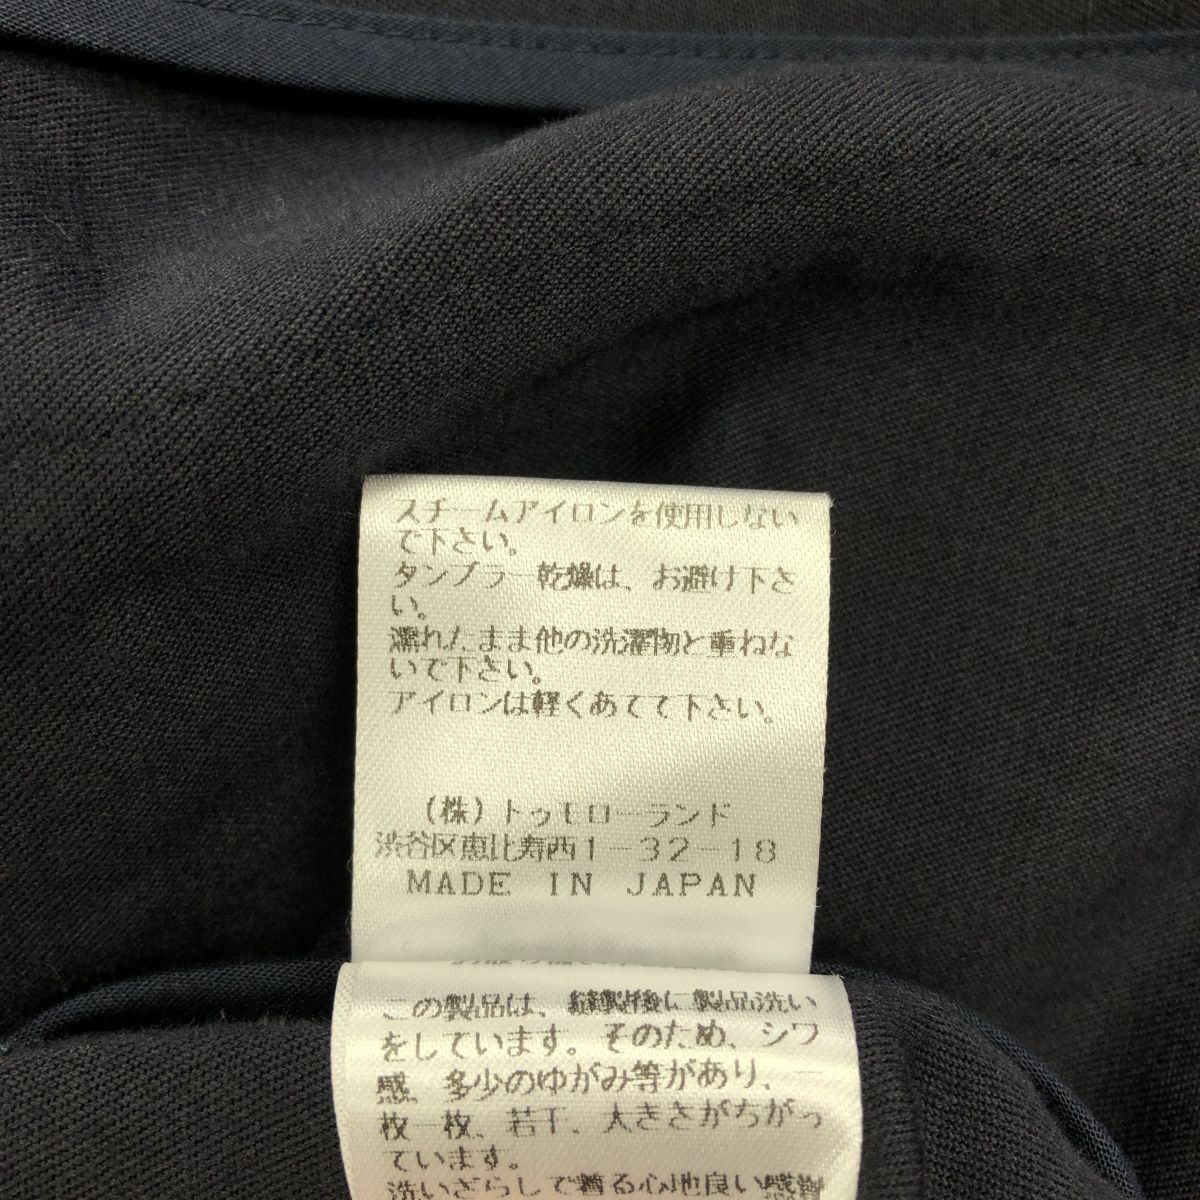 スチームアイロンを使用しない
で下さい。
タンブラー乾燥は、お避け下さ
い。
濡れたまま他の洗濯物と重ねな
いで下さい。
アイロンは軽くあてて下さい。
(株)トゥモローランド
渋谷区恵比寿西1-32-18
MADE IN JAPAN
この製品は、縫製後に製品洗い
をしています。そのため、シワ
感、多少のゆがみ等があり、一
枚一枚、若干、大きさがちがっ
ています。
洗いざらしで着る心地良い感